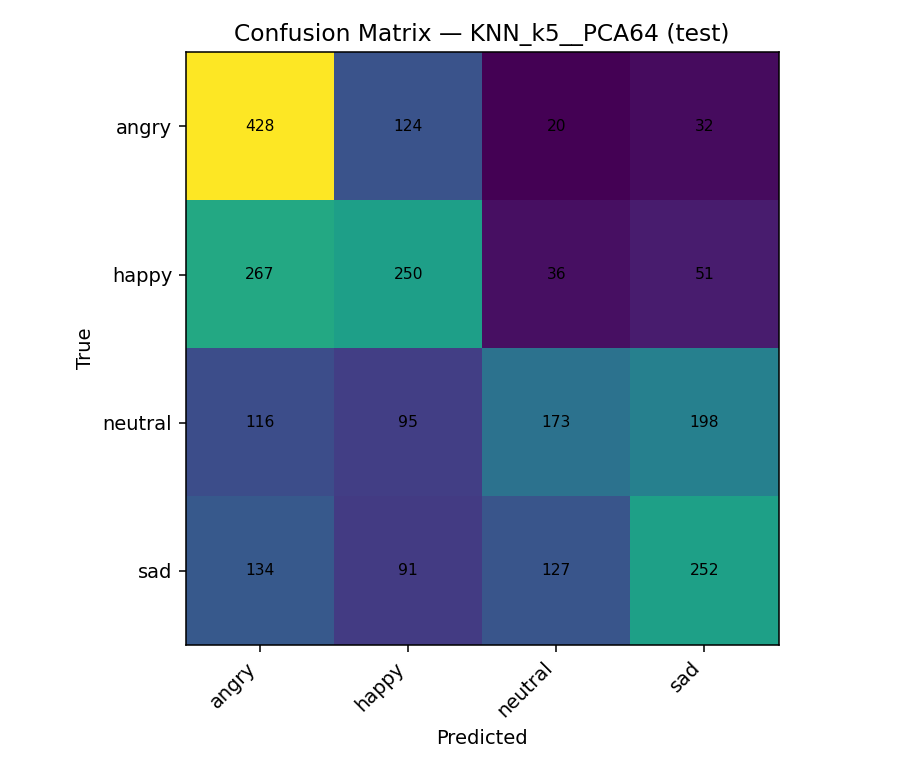 Confusion Matrix — KNN_k5__PCA64 (test)
angry 428 124 20 32
happy 267 250 36 51
neutral 116 95 173 198
sad 134 91 127 252
True
angry happy neutral sad
Predicted